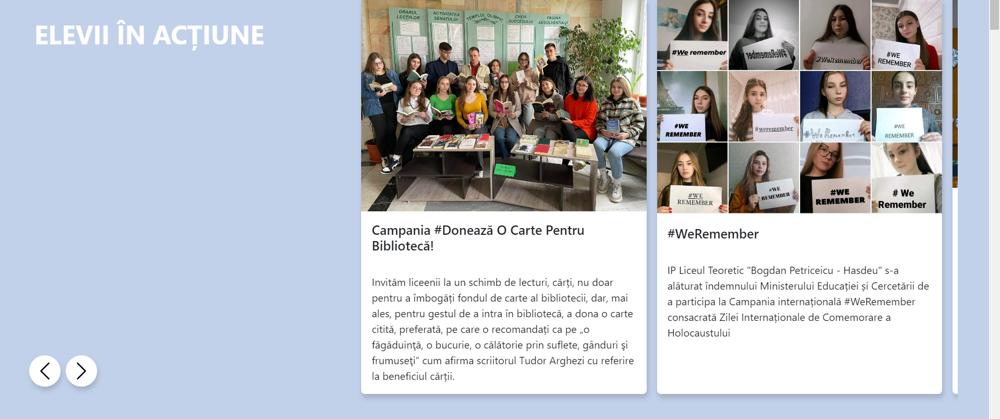 ELEVII ÎN ACȚIUNE
ORARUL LECȚIILOR
ACTIVITATEA SENATULUI
TEMPLUL OLIMPIC
CHEIA SUCCESULUI
PAGINA ABSOLVENTULUI
Campania #Donează O Carte Pentru
Bibliotecă!
Invităm liceenii la un schimb de lecturi, cărți, nu doar
pentru a îmbogăți fondul de carte al bibliotecii, dar, mai
ales, pentru gestul de a intra în bibliotecă, a dona o carte
citită, preferată, pe care o recomandați ca pe „o
făgăduinţă, o bucurie, o călătorie prin suflete, gânduri şi
frumuseţi” cum afirma scriitorul Tudor Arghezi cu referire
la beneficiul cărții.
#We remember
#WeRemember
#WeRemember
#WE
REMEMBER
#WE
REMEMBER
#weremember
#WeRemember
#WE
REMEMBER
#WE
REMEMBER
#WE
REMEMBER
#WE
REMEMBER
# We
Remember
#WeRemember
IP Liceul Teoretic "Bogdan Petriceicu - Hasdeu" s-a
alăturat îndemnului Ministerului Educației și Cercetării de
a participa la Campania internațională #WeRemember
consacrată Zilei Internaționale de Comemorare a
Holocaustului